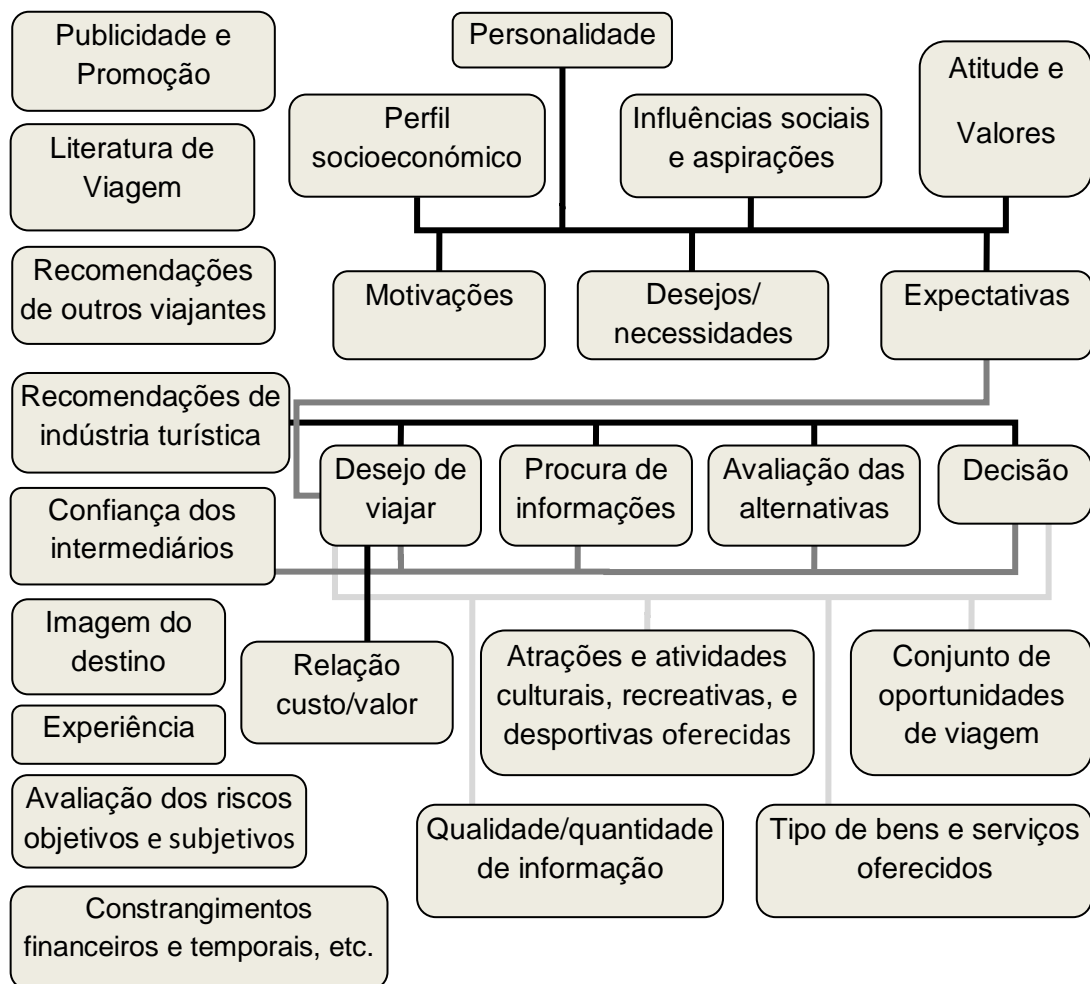 Publicidade e
Promoção
Personalidade
Atitude e
Valores
Perfil
socioeconómico
Influências sociais
e aspirações
Literatura de
Viagem
Recomendações
de outros viajantes
Motivações
Desejos/
necessidades
Expectativas
Recomendações de
indústria turística
Desejo de
viajar
Procura de
informações
Avaliação das
alternativas
Decisão
Confiança dos
intermediários
Imagem do
destino
Relação
custo/valor
Atrações e atividades
culturais, recreativas, e
desportivas oferecidas
Conjunto de
oportunidades
de viagem
Experiência
Avaliação dos riscos
objetivos e subjetivos
Qualidade/quantidade
de informação
Tipo de bens e serviços
oferecidos
Constrangimentos
financeiros e temporais, etc.